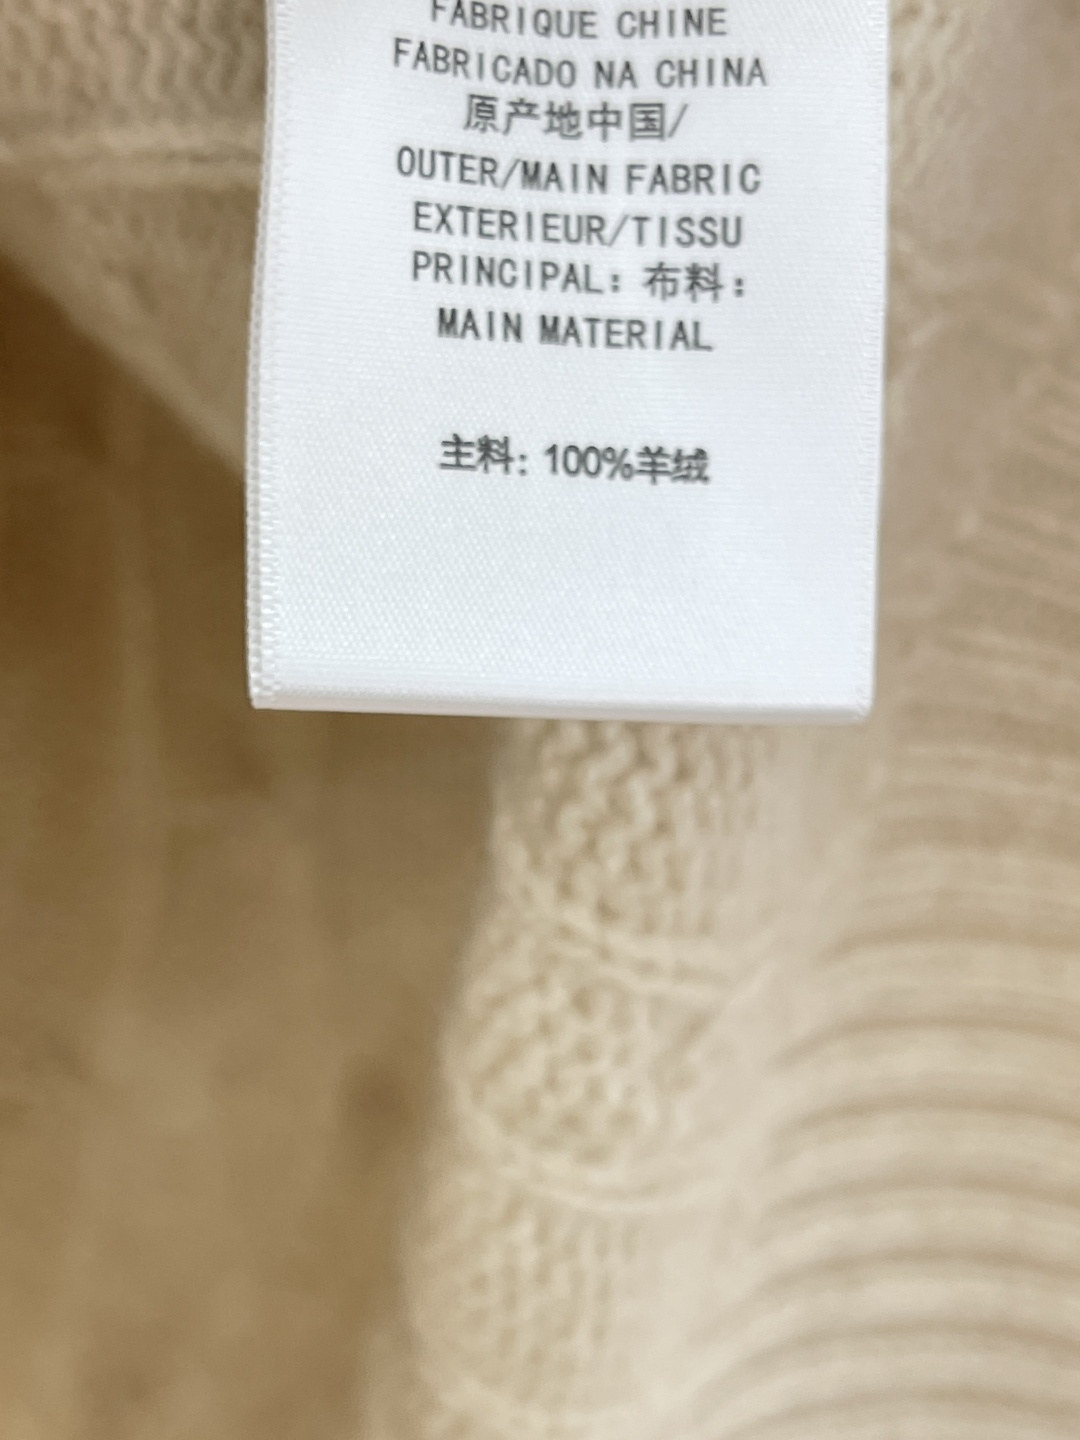 FABRIQUE CHINE
FABRICADO NA CHINA
原产地中国/
OUTER/MAIN FABRIC
EXTERIEUR/TISSU
PRINCIPAL: 布料:
MAIN MATERIAL
主料: 100%羊绒